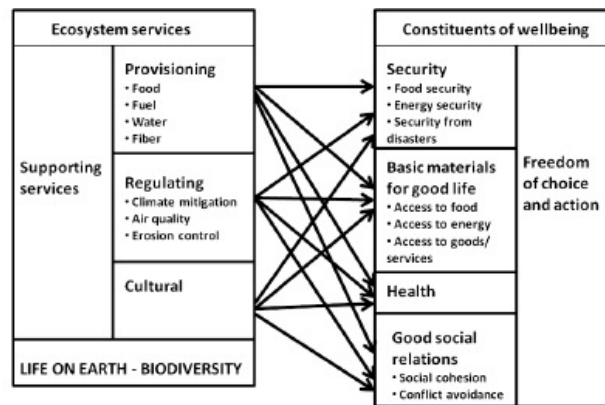 Ecosystem services
Supporting
services
Provisioning
• Food
• Fuel
• Water
• Fiber
Regulating
• Climate mitigation
• Air quality
• Erosion control
Cultural
LIFE ON EARTH - BIODIVERSITY
Constituents of wellbeing
Security
• Food security
• Energy security
• Security from
disasters
Basic materials
for good life
• Access to food
• Access to energy
• Access to goods/
services
Health
Good social
relations
• Social cohesion
• Conflict avoidance
Freedom
of choice
and action